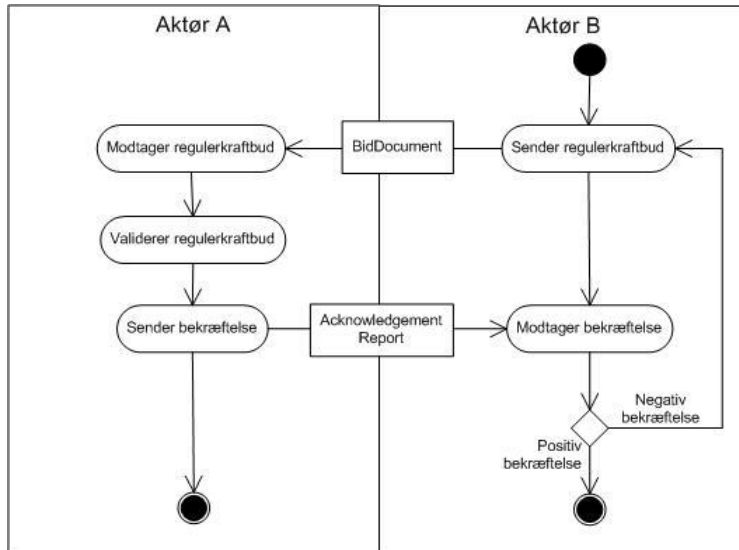 Aktør A
Aktør B
Modtager regulerkraftbud
BidDocument
Sender regulerkraftbud
Validerer regulerkraftbud
Sender bekræftelse
Acknowledgement
Report
Modtager bekræftelse
Negativ
bekræftelse
Positiv
bekræftelse